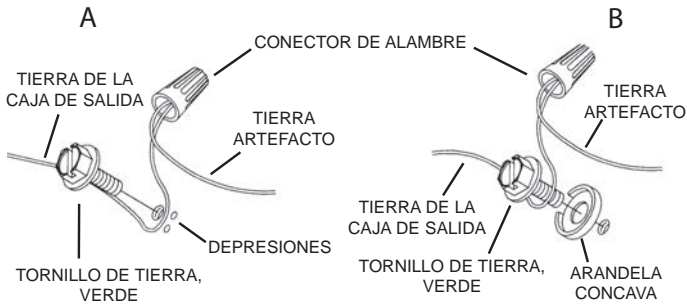 A
B
CONECTOR DE ALAMBRE
TIERRA DE LA
CAJA DE SALIDA
TIERRA
ARTEFACTO
DEPRESIONES
TORNILLO DE TIERRA,
VERDE
TIERRA
ARTEFACTO
TIERRA DE LA
CAJA DE SALIDA
TORNILLO DE TIERRA,
VERDE
ARANDELA
CONCAVA